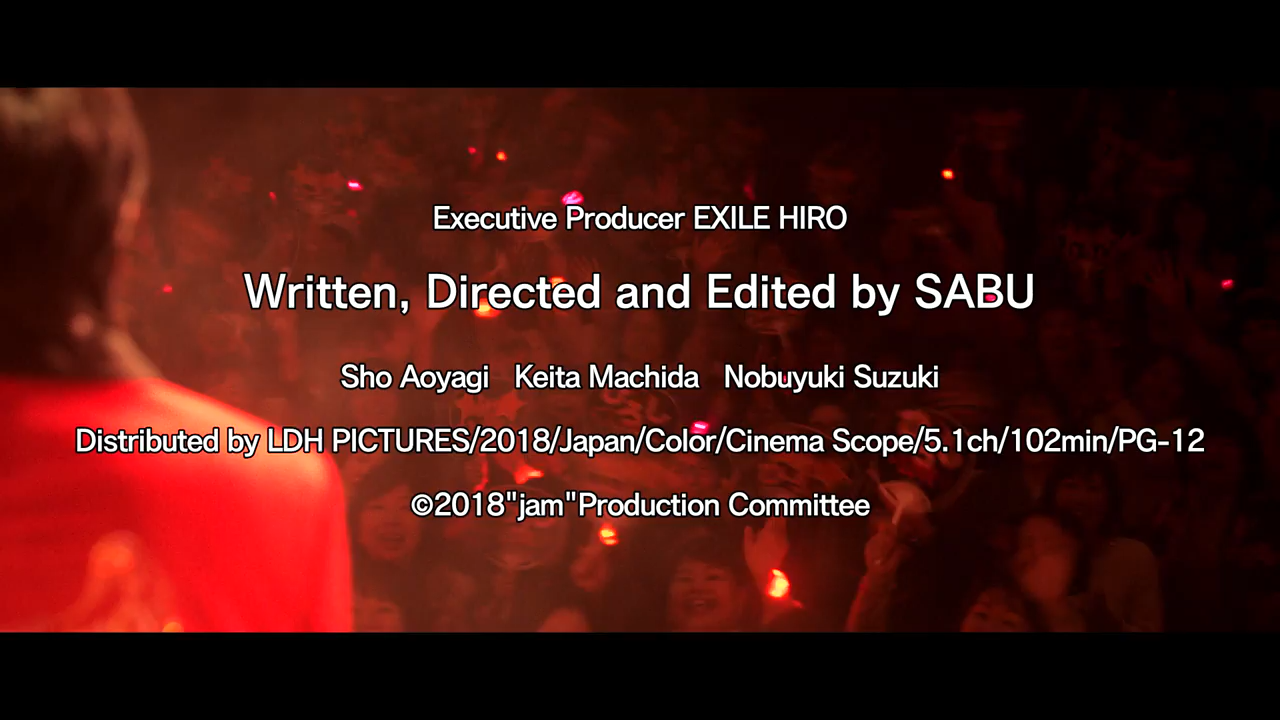 Executive Producer EXILE HIRO
Written, Directed and Edited by SABU
Sho Aoyagi Keita Machida Nobuyuki Suzuki
Distributed by LDH PICTURES/2018/Japan/Color/Cinema Scope/5.1ch/102min/PG-12
©2018"jam"Production Committee